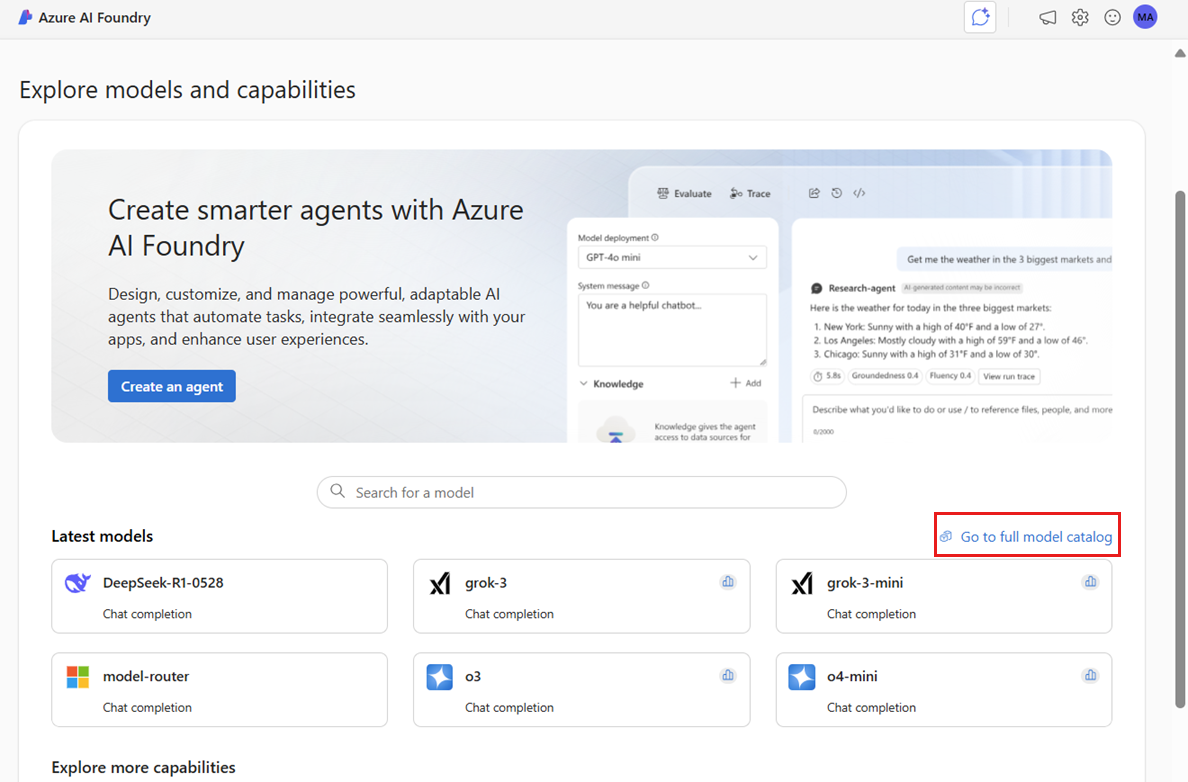 Azure AI Foundry
MA
Explore models and capabilities
Create smarter agents with Azure
AI Foundry
Design, customize, and manage powerful, adaptable AI
agents that automate tasks, integrate seamlessly with your
apps, and enhance user experiences.
Create an agent
Evaluate
Trace
Model deployment
GPT-4o mini
System message
You are a helpful chatbot...
Knowledge
Add
Knowledge gives the agent
access to data sources for
Get me the weather in the 3 biggest markets and
Research-agent AI-generated content may be incorrect
Here is the weather for today in the three biggest markets:
1. New York: Sunny with a high of 40°F and a low of 27°.
2. Los Angeles: Mostly cloudy with a high of 59°F and a low of 46°.
3. Chicago: Sunny with a high of 31°F and a low of 30°.
5.8s Groundedness 0.4 Fluency 0.4 View run trace
Describe what you'd like to do or use / to reference files, people, and more
0/2000
Search for a model
Latest models
Go to full model catalog
DeepSeek-R1-0528
Chat completion
grok-3
Chat completion
grok-3-mini
Chat completion
model-router
Chat completion
o3
Chat completion
o4-mini
Chat completion
Explore more capabilities